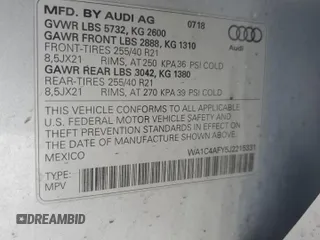 MFD. BY AUDI AG 07/18
GVWR LBS 5732, KG 2600
GAWR FRONT LBS 2888, KG 1310
FRONT-TIRES 255/40 R21
8,5JX21 RIMS, AT 250 KPA 36 PSI COLD
GAWR REAR LBS 3042, KG 1380
REAR-TIRES 255/40 R21
8,5JX21 RIMS, AT 270 KPA 39 PSI COLD
Audi
THIS VEHICLE CONFORMS TO ALL APPLICABLE
U.S. FEDERAL MOTOR VEHICLE SAFETY STANDARDS
IN EFFECT ON THE DATE OF MANUFACTURE SHOWN ABOVE
MEXICO WA1C4AFY5J2215331
TYPE:
MPV
DREAMBID